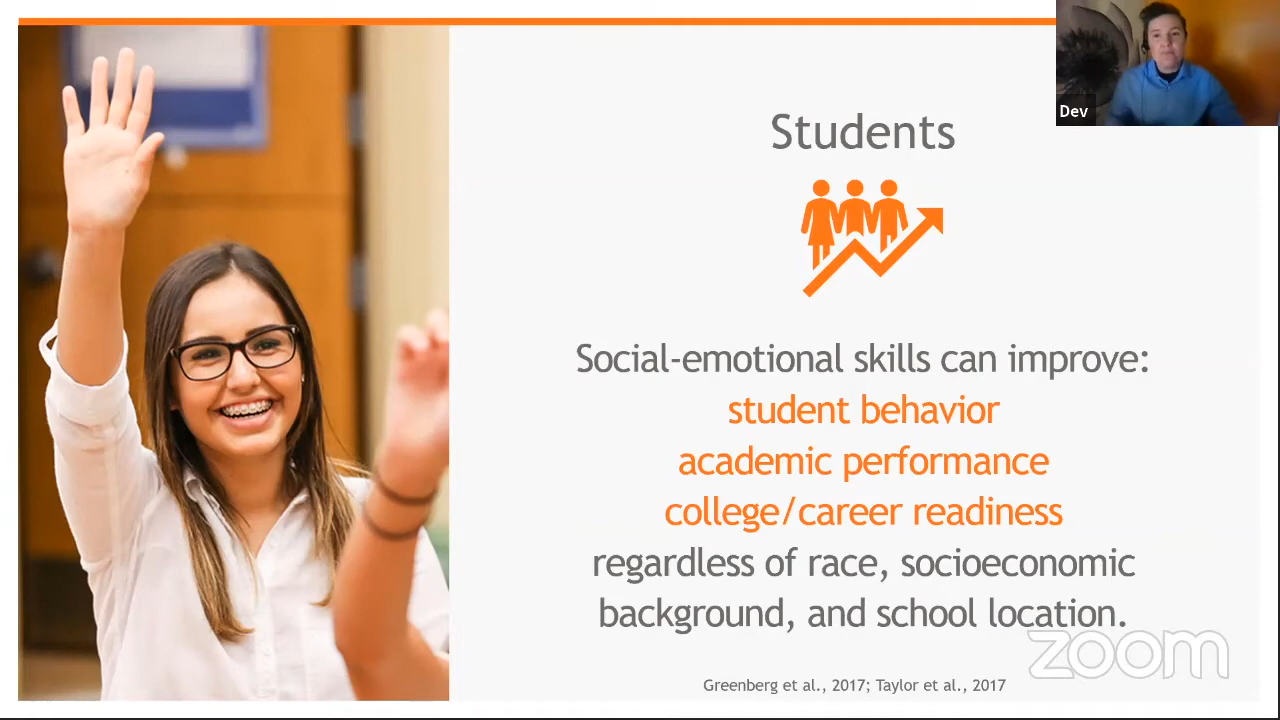 Dev
Students
Social-emotional skills can improve:
student behavior
academic performance
college/career readiness
regardless of race, socioeconomic
background, and school location.
zoom
Greenberg et al., 2017; Taylor et al., 2017